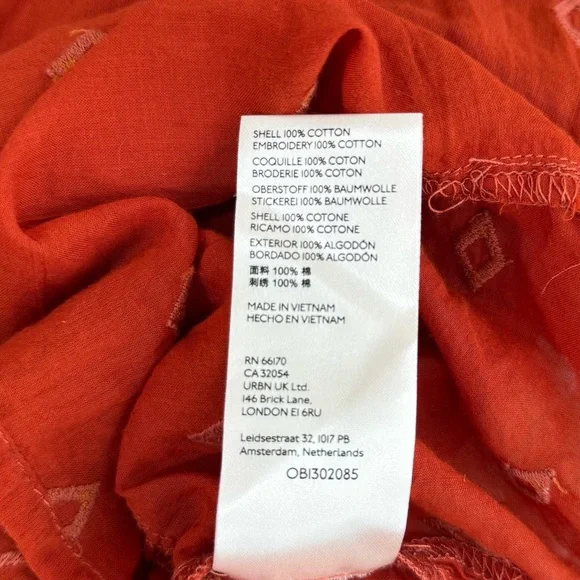 SHELL 100% COTTON
EMBROIDERY 100% COTTON
COQUILLE 100% COTON
BRODERIE 100% COTON
OBERSTOFF 100% BAUMWOLLE
STICKEREI 100% BAUMWOLLE
SHELL 100% COTONE
RICAMO 100% COTONE
EXTERIOR 100% ALGODÓN
BORDADO 100% ALGODÓN
面料 100% 棉
刺绣 100% 棉
MADE IN VIETNAM
HECHO EN VIETNAM
RN 66170
CA 32054
URBN UK Ltd.
146 Brick Lane,
LONDON E1 6RU
Leidsestraat 32, 1017 PB
Amsterdam, Netherlands
OB1302085